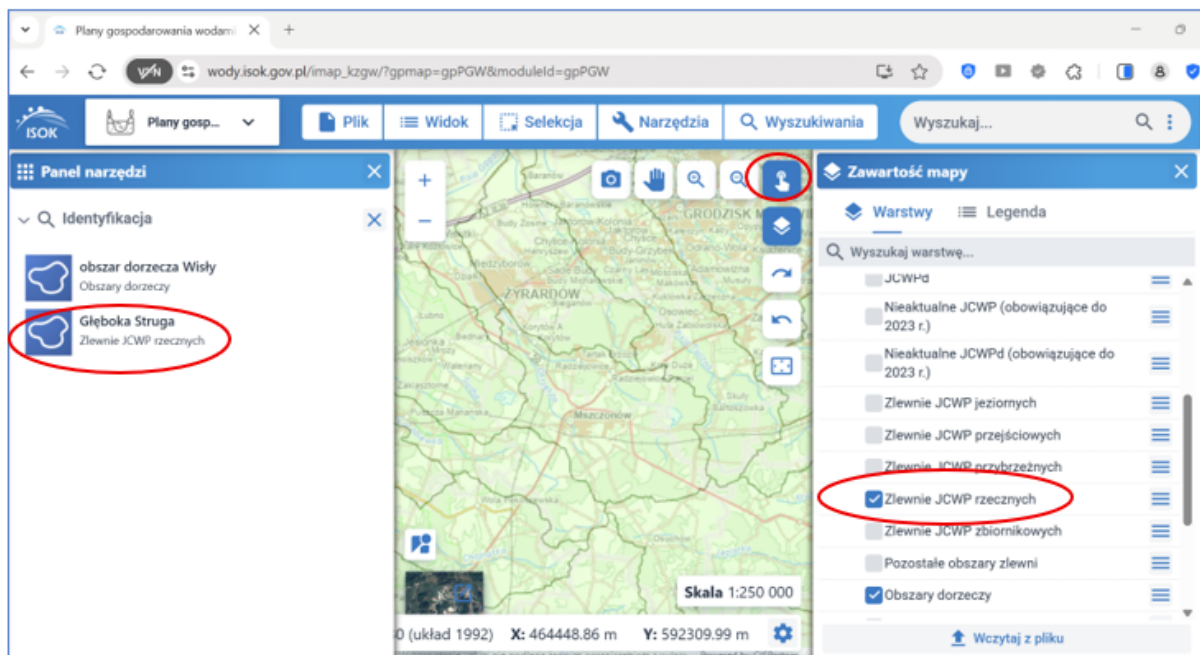 Plany gospodarowania wodami
VPN
wody.isok.gov.pl/imap_kzgw/?gpmap=gpPGW&moduleId=gpPGW
ISOK
Plany gosp...
Plik
Widok
Selekcja
Narzędzia
Wyszukiwania
Wyszukaj...
Panel narzędzi
Identyfikacja
obszar dorzecza Wisły
Obszary dorzeczy
Głęboka Struga
Zlewnie JCWP rzecznych
Baranów
GRODZISK
ŻYRARDÓW
Mszczonów
Skala 1:250 000
(układ 1992) X: 464448.86 m Y: 592309.99 m
Zawartość mapy
Warstwy
Legenda
Wyszukaj warstwę...
JCWPd
Nieaktualne JCWP (obowiązujące do
2023 r.)
Nieaktualne JCWPd (obowiązujące do
2023 r.)
Zlewnie JCWP jeziornych
Zlewnie JCWP przejściowych
Zlewnie JCWP przybrzeżnych
Zlewnie JCWP rzecznych
Zlewnie JCWP zbiornikowych
Pozostałe obszary zlewni
Obszary dorzeczy
Wczytaj z pliku